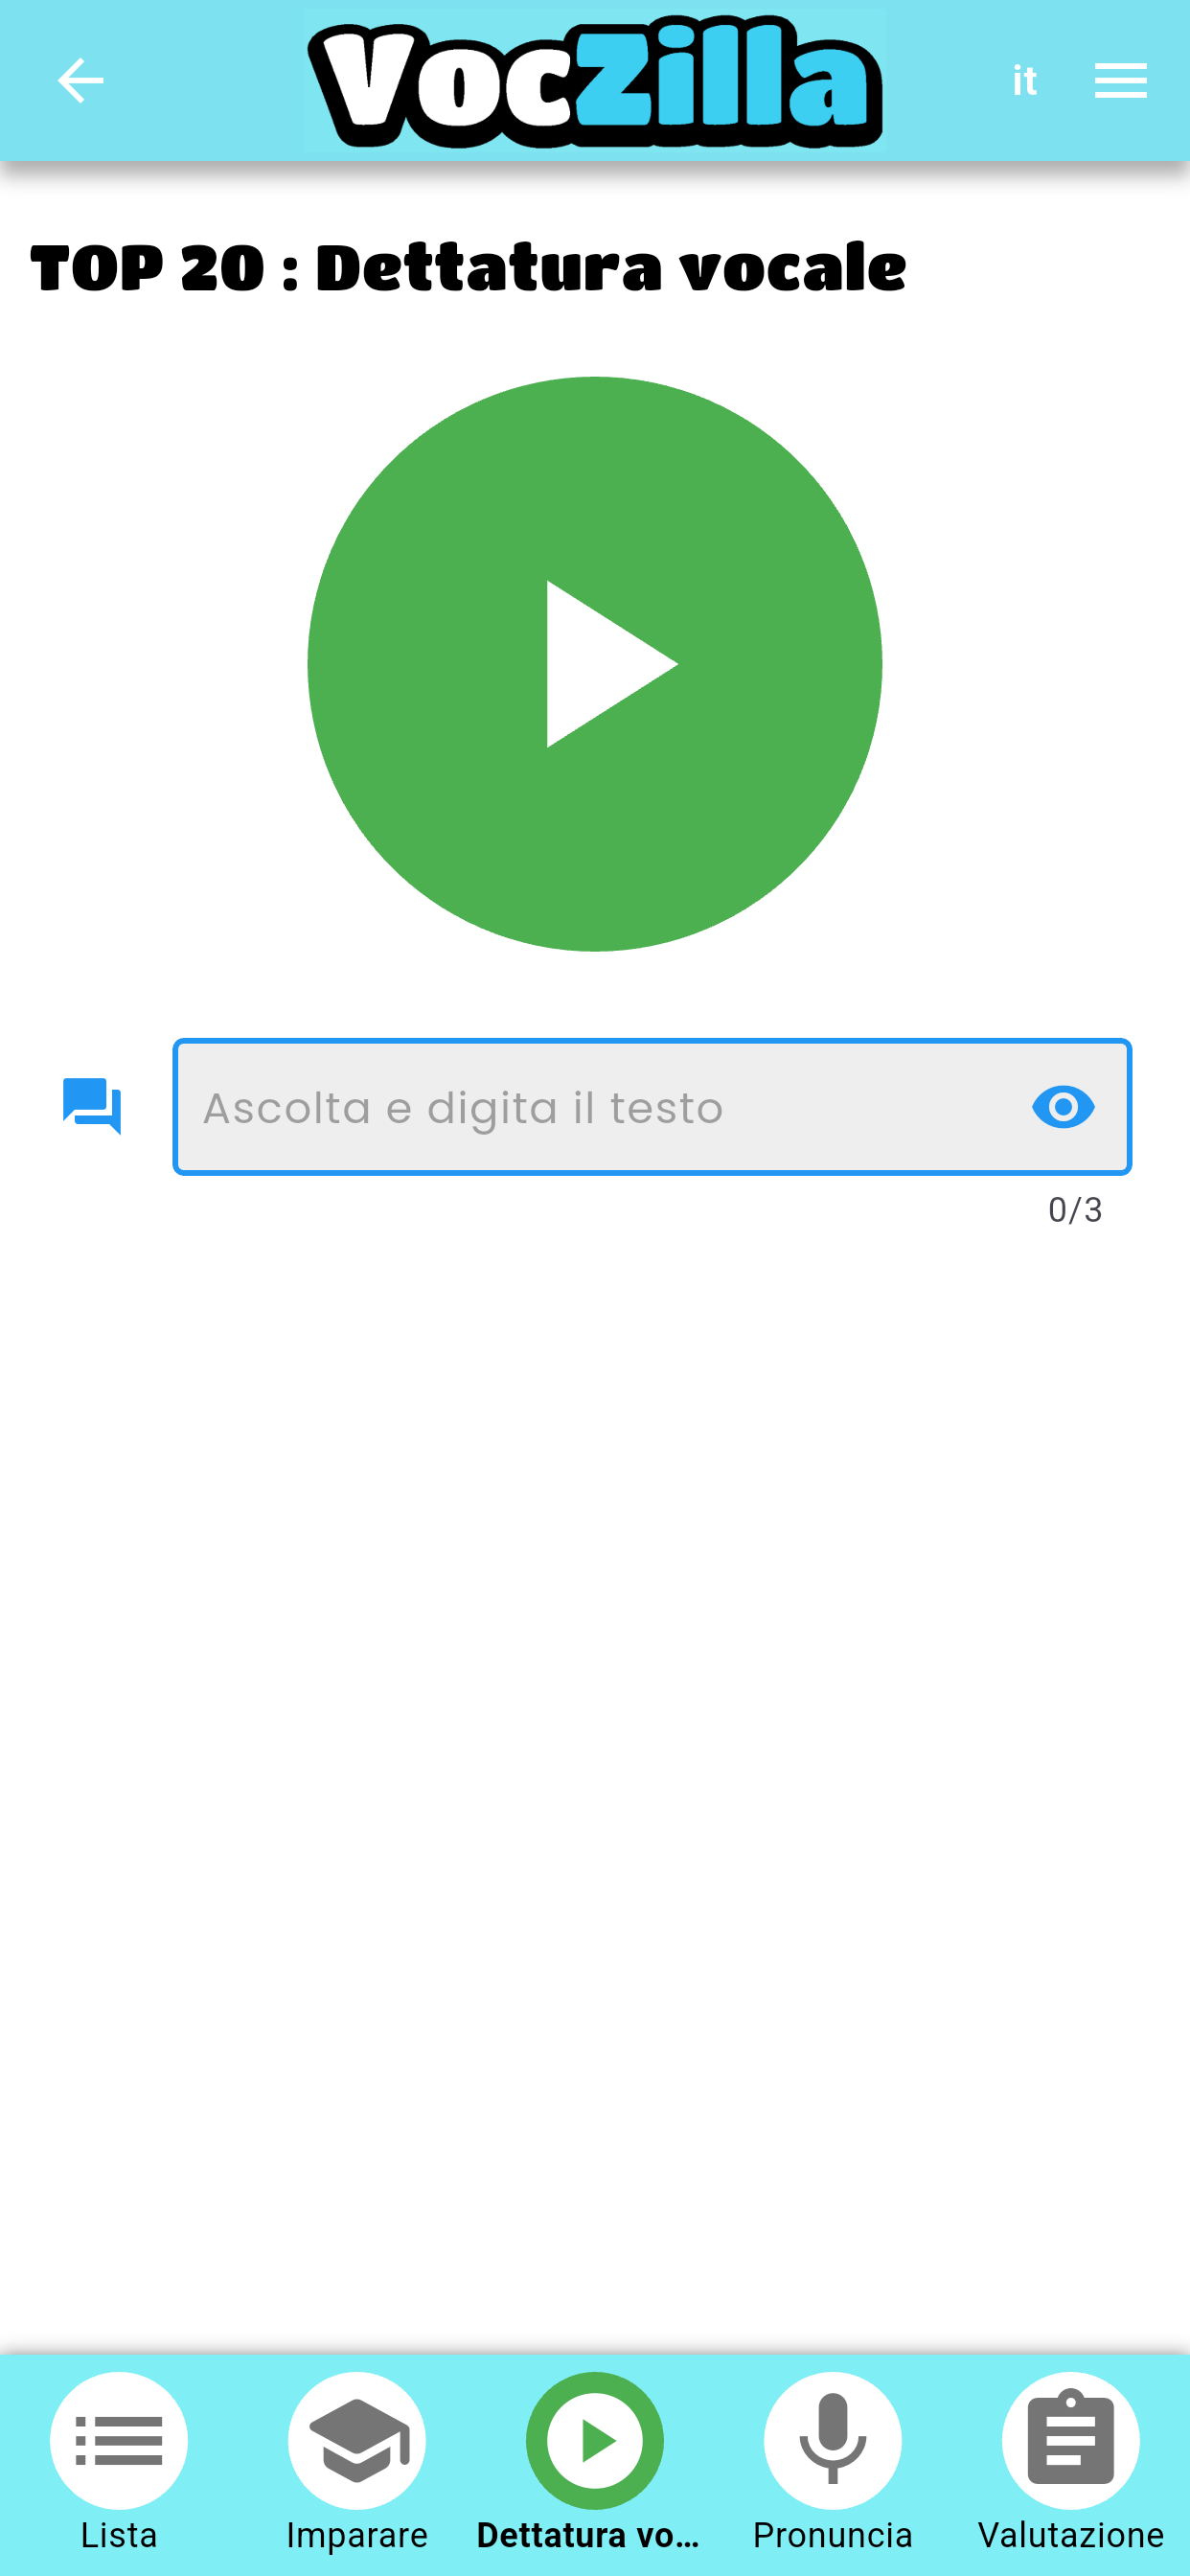 VocZilla
it
TOP 20 : Dettatura vocale
Ascolta e digita il testo
0/3
Lista
Imparare
Dettatura vo...
Pronuncia
Valutazione